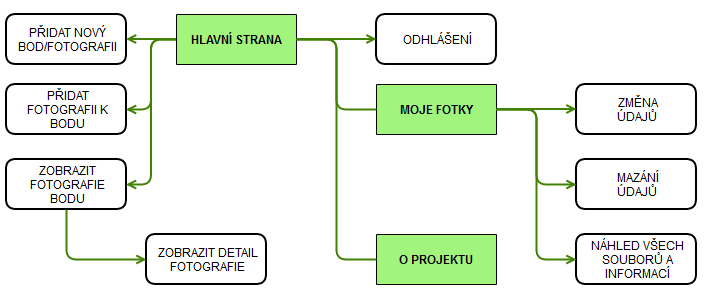 PŘIDAT NOVÝ
BOD/FOTOGRAFII
HLAVNÍ STRANA
ODHLÁŠENÍ
PŘIDAT
FOTOGRAFII K
BODU
MOJE FOTKY
ZMĚNA
ÚDAJŮ
ZOBRAZIT
FOTOGRAFIE
BODU
MAZÁNÍ
ÚDAJŮ
ZOBRAZIT DETAIL
FOTOGRAFIE
O PROJEKTU
NÁHLED VŠECH
SOUBORŮ A
INFORMACÍ